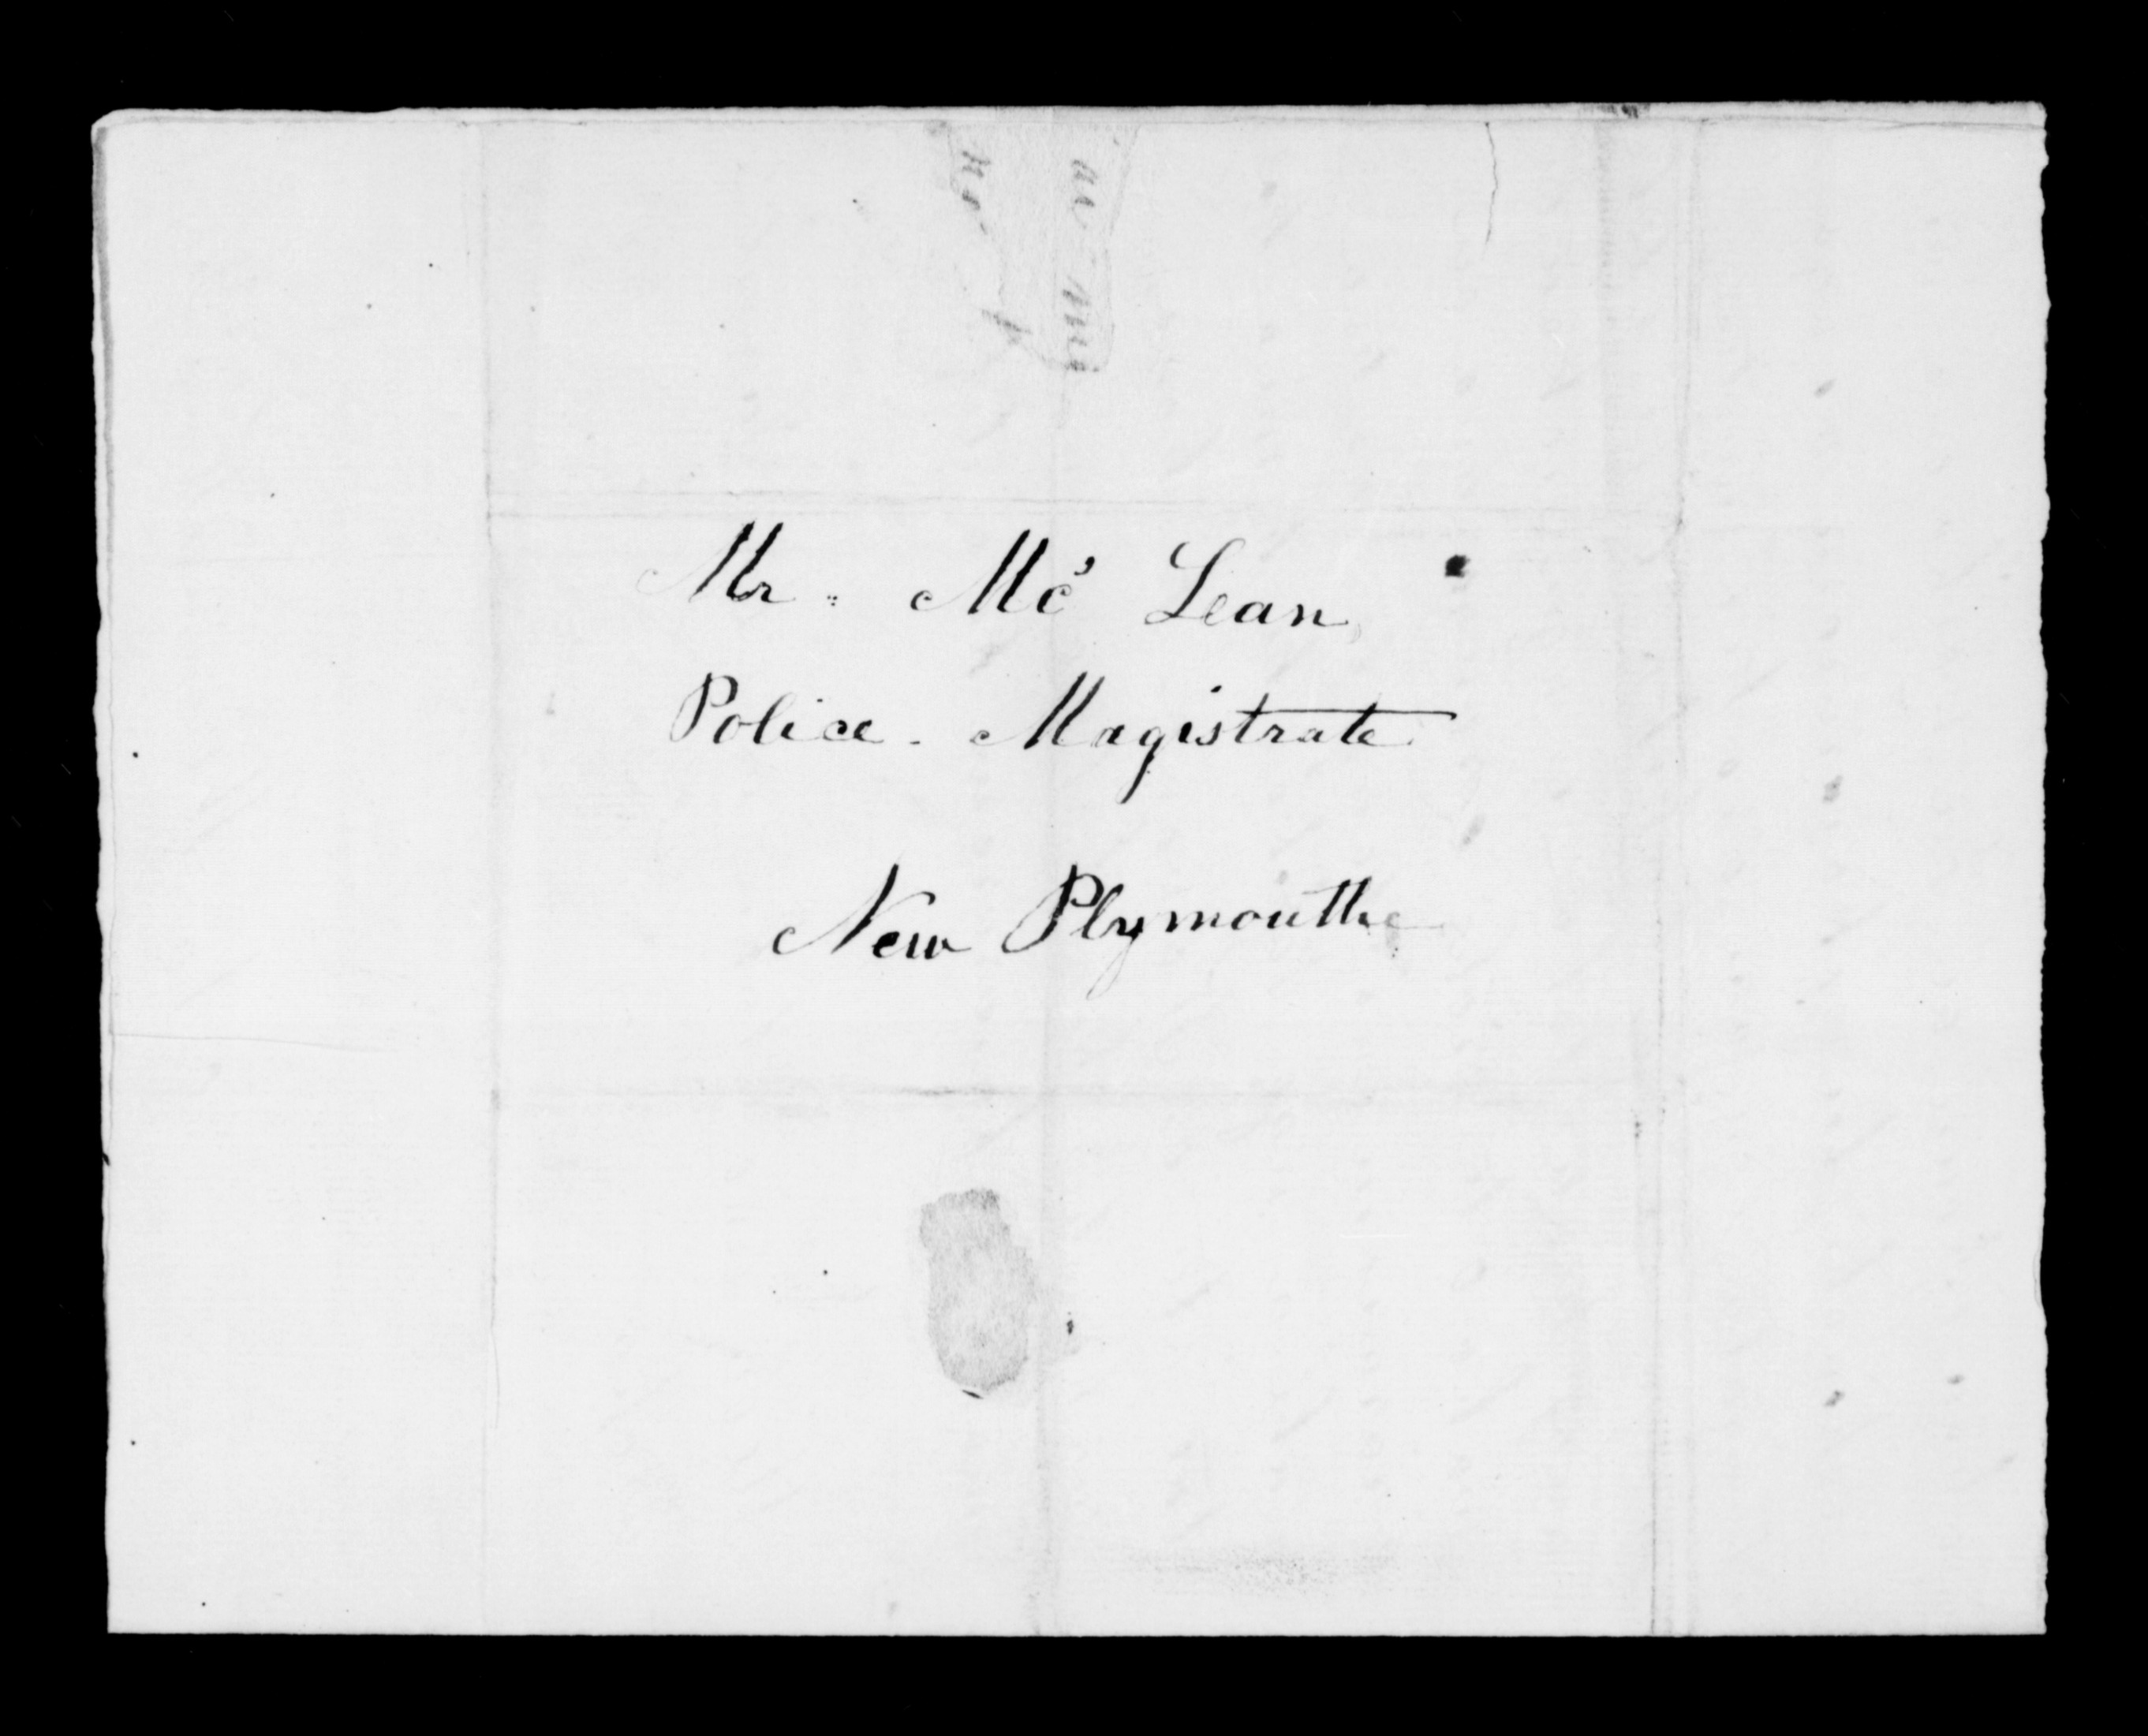 Mr. Mc Lean
Police Magistrate
New Plymouth